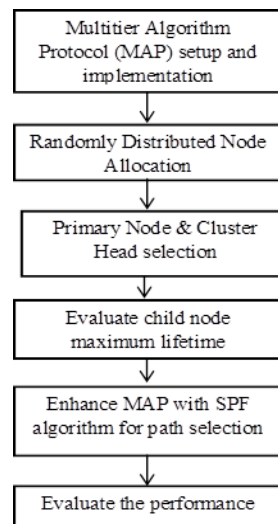 Multitier Algorithm
Protocol (MAP) setup and
implementation
Randomly Distributed Node
Allocation
Primary Node & Cluster
Head selection
Evaluate child node
maximum lifetime
Enhance MAP with SPF
algorithm for path selection
Evaluate the performance